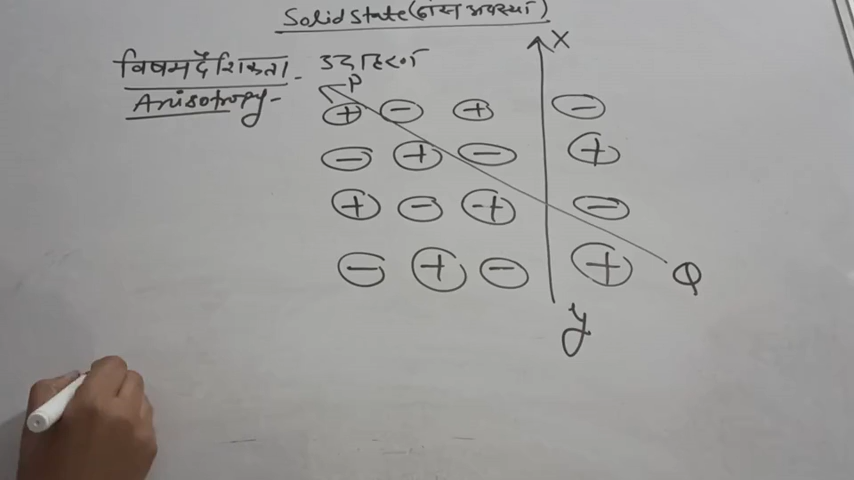 Solid State (ठोस अवस्था)
विषमदैशिकता - उदाहरण
Anisotropy -
X
P
+ - + -
- + - +
+ - + -
- + - +
Q
y